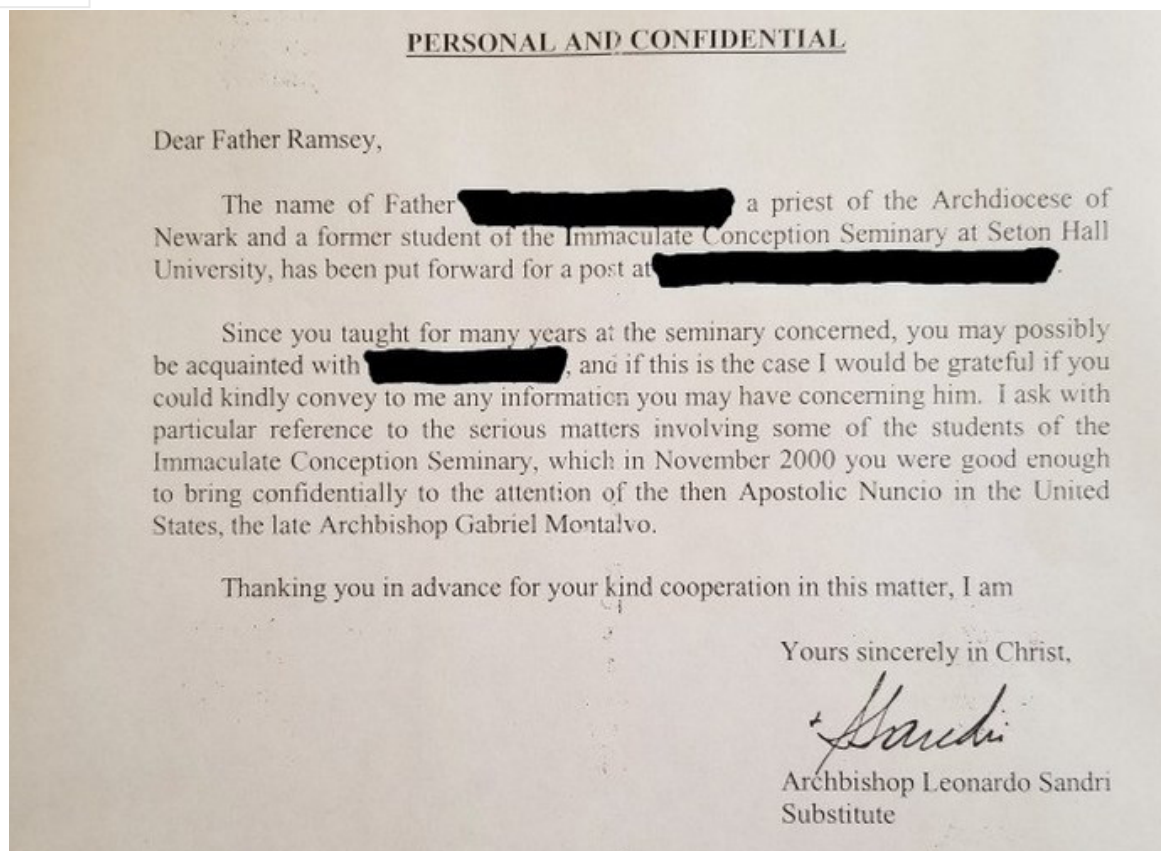 PERSONAL AND CONFIDENTIAL
Dear Father Ramsey,
The name of Father a priest of the Archdiocese of
Newark and a former student of the Immaculate Conception Seminary at Seton Hall
University, has been put forward for a post at .
Since you taught for many years at the seminary concerned, you may possibly
be acquainted with , and if this is the case I would be grateful if you
could kindly convey to me any information you may have concerning him. I ask with
particular reference to the serious matters involving some of the students of the
Immaculate Conception Seminary, which in November 2000 you were good enough
to bring confidentially to the attention of the then Apostolic Nuncio in the United
States, the late Archbishop Gabriel Montalvo.
Thanking you in advance for your kind cooperation in this matter, I am
Yours sincerely in Christ,
+ LSandri
Archbishop Leonardo Sandri
Substitute